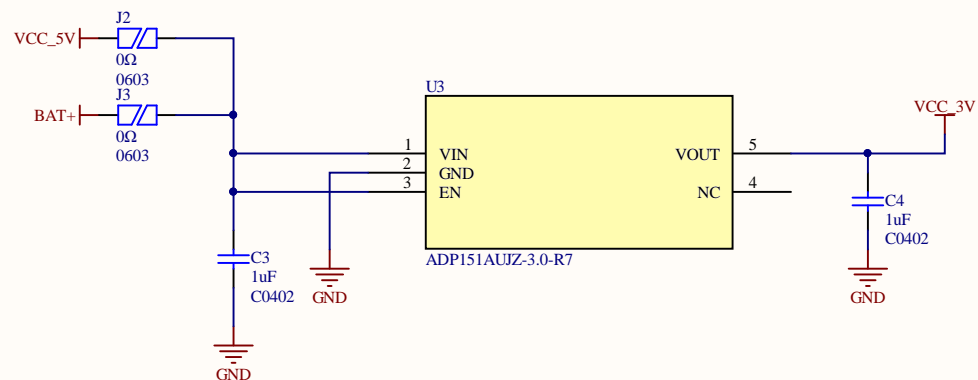 J2
VCC_5V
0Ω
0603
J3
BAT+
0Ω
0603
U3
1
VIN
2
GND
3
EN
VOUT
5
NC
4
ADP151AUJZ-3.0-R7
VCC_3V
C3
1uF
C0402
GND
GND
C4
1uF
C0402
GND